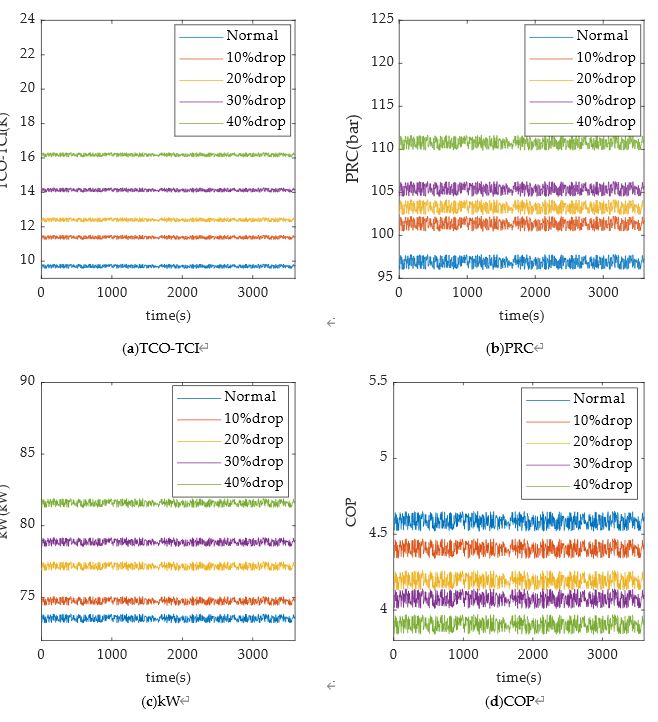 24
22
20
18
16
14
12
10
TCO-TCI(K)
Normal
10%drop
20%drop
30%drop
40%drop
0 1000 2000 3000
time(s)
(a)TCO-TCI
125
120
115
110
105
100
95
PRC(bar)
Normal
10%drop
20%drop
30%drop
40%drop
0 1000 2000 3000
time(s)
(b)PRC
90
85
80
75
kW(kW)
Normal
10%drop
20%drop
30%drop
40%drop
0 1000 2000 3000
time(s)
(c)kW
5.5
5
4.5
4
COP
Normal
10%drop
20%drop
30%drop
40%drop
0 1000 2000 3000
time(s)
(d)COP